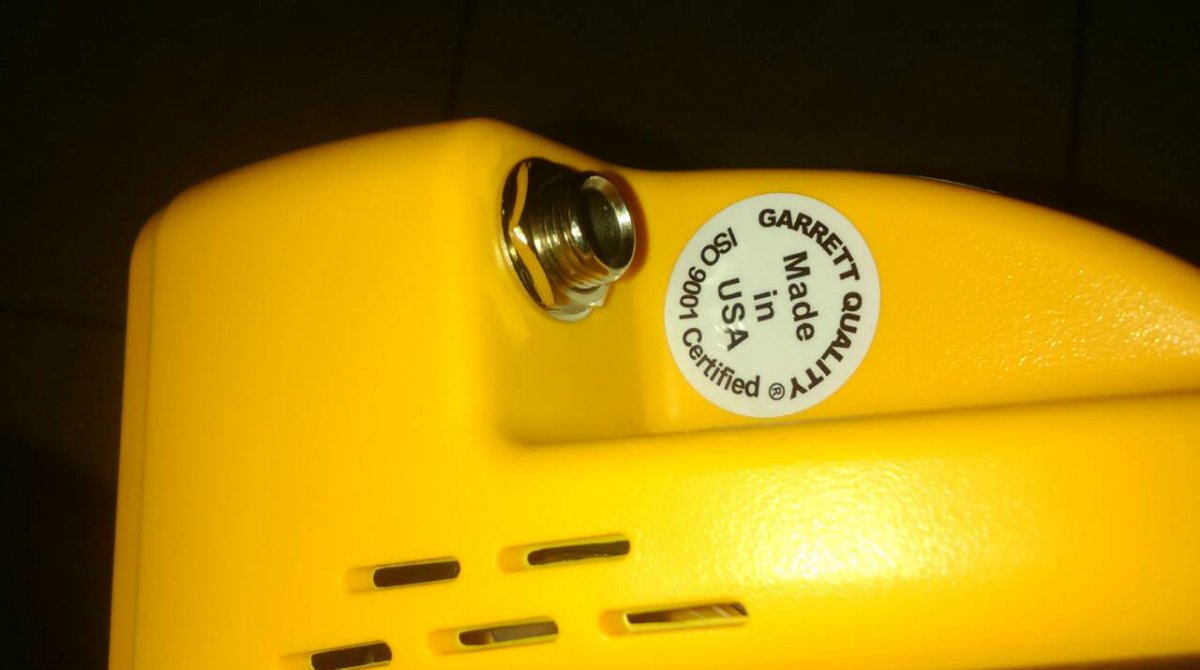 GARRETT QUALITY ®
Made
in
USA
ISO 9001 Certified